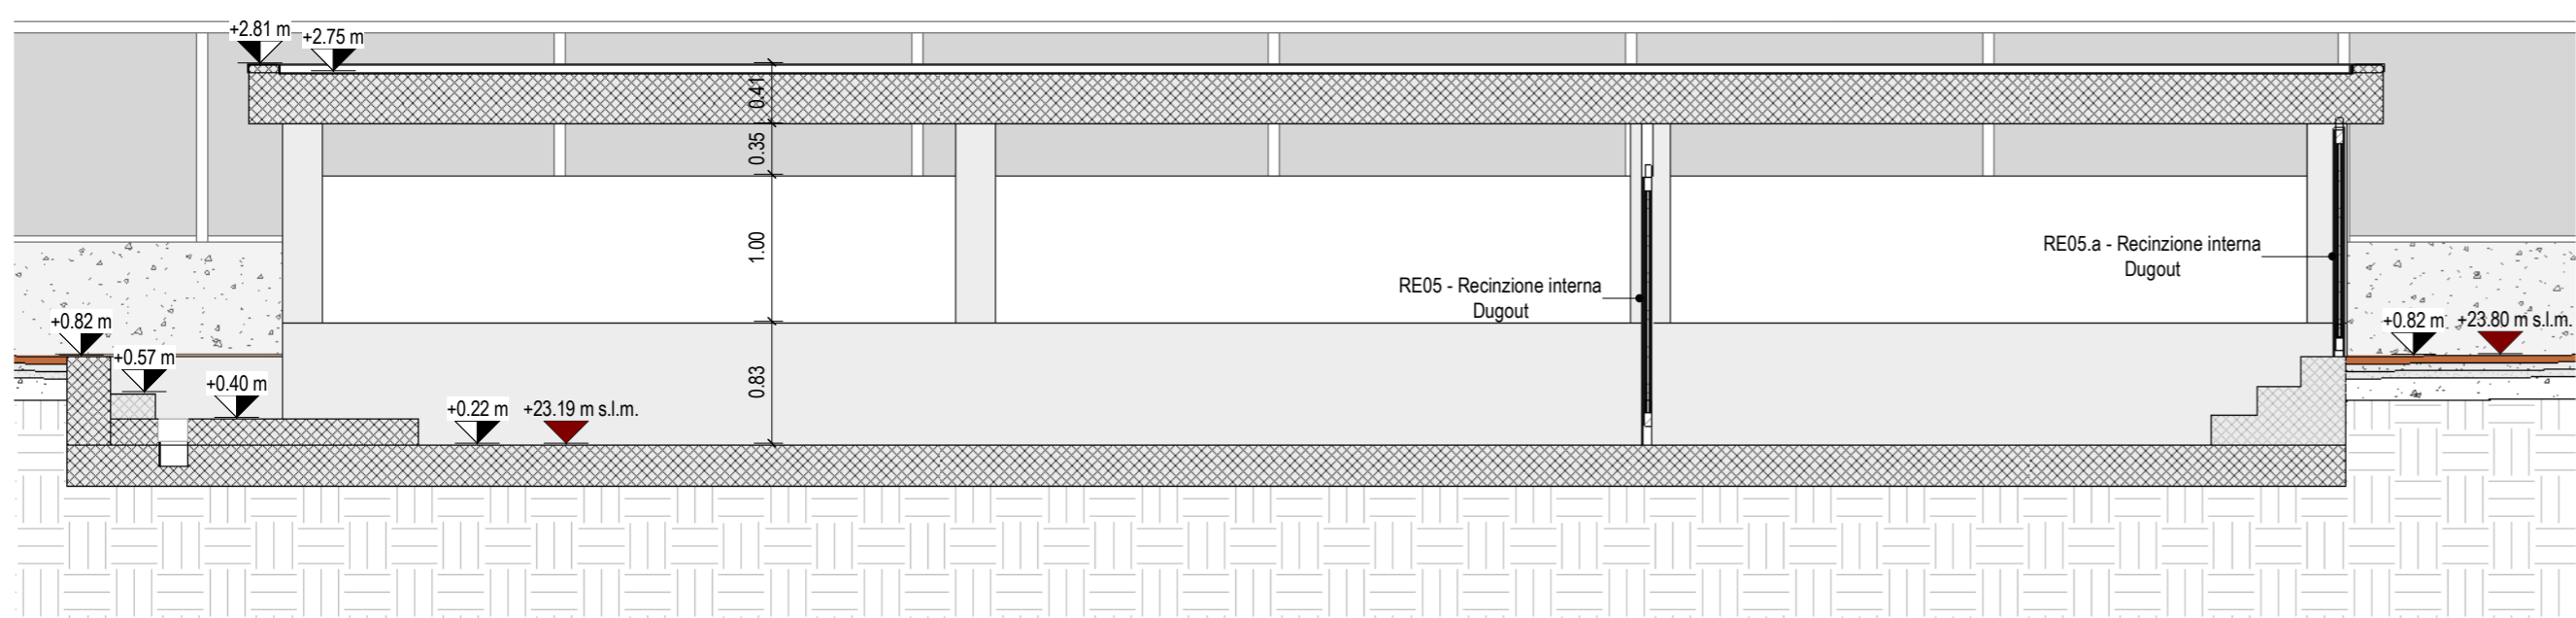 +2.81 m
+2.75 m
0.41
0.35
1.00
0.83
RE05.a - Recinzione interna
Dugout
RE05 - Recinzione interna
Dugout
+0.82 m
+0.57 m
+0.40 m
+0.22 m
+23.19 m s.l.m.
+0.82 m
+23.80 m s.l.m.